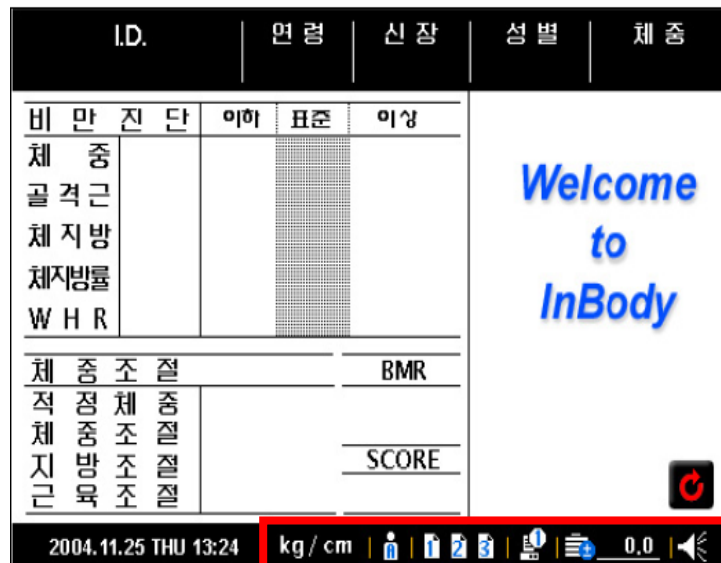 I.D. 연령 신장 성별 체중
비만진단 이하 표준 이상
체중
골격근
체지방
체지방률
WHR
Welcome
to
InBody
체중조절 BMR
적정체중
체중조절
지방조절 SCORE
근육조절
2004.11.25 THU 13:24 kg/cm 1 2 3 1 0.0